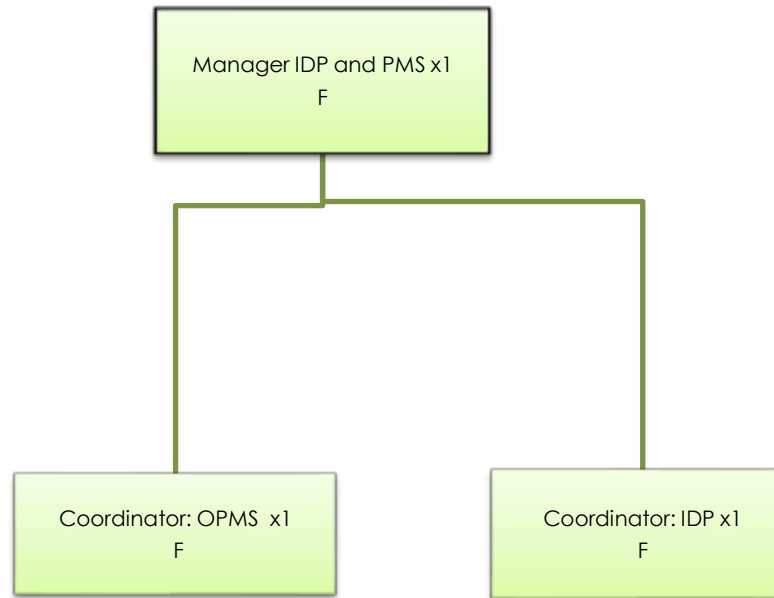 Manager IDP and PMS x1
F
Coordinator: OPMS x1
F
Coordinator: IDP x1
F